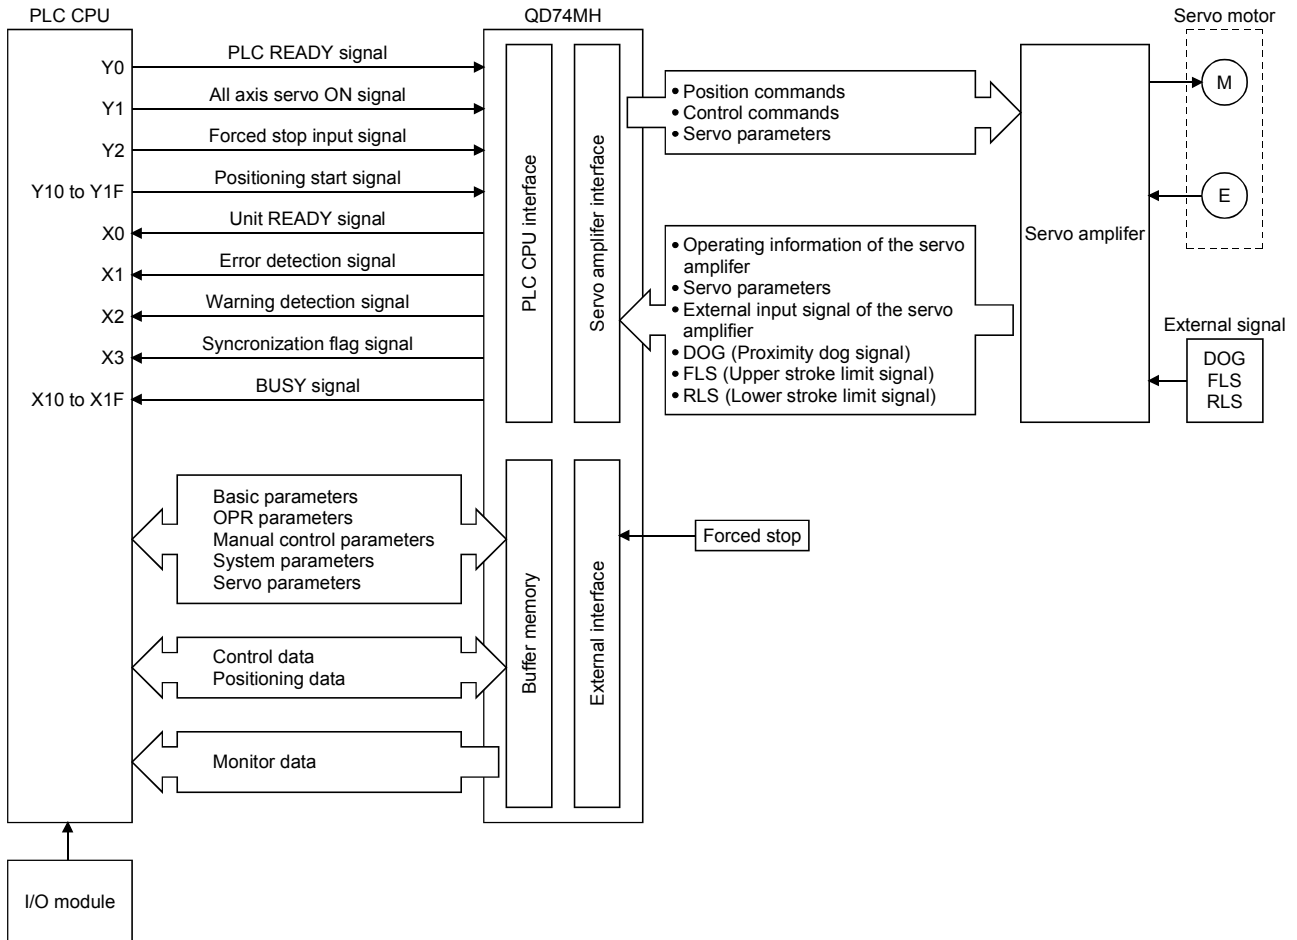 PLC CPU
QD74MH
Servo motor
Y0
PLC READY signal
Y1
All axis servo ON signal
Y2
Forced stop input signal
Y10 to Y1F
Positioning start signal
X0
Unit READY signal
X1
Error detection signal
X2
Warning detection signal
X3
Syncronization flag signal
X10 to X1F
BUSY signal
PLC CPU interface
Servo amplifer interface
• Position commands
• Control commands
• Servo parameters
• Operating information of the servo
amplifer
• Servo parameters
• External input signal of the servo
amplifier
• DOG (Proximity dog signal)
• FLS (Upper stroke limit signal)
• RLS (Lower stroke limit signal)
Servo amplifer
M
E
External signal
DOG
FLS
RLS
Basic parameters
OPR parameters
Manual control parameters
System parameters
Servo parameters
Control data
Positioning data
Monitor data
Buffer memory
External interface
Forced stop
I/O module